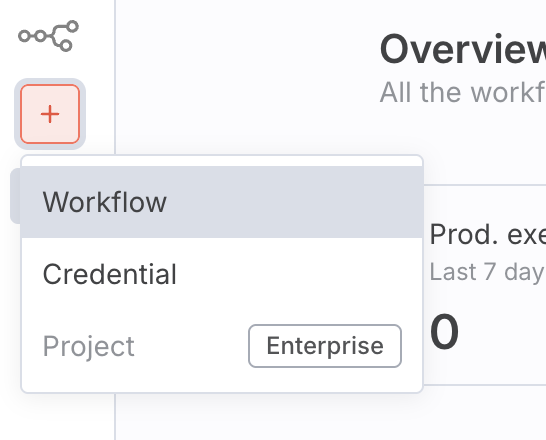 Overview
All the workf
Workflow
Credential
Project
Enterprise
Prod. exe
Last 7 day
0